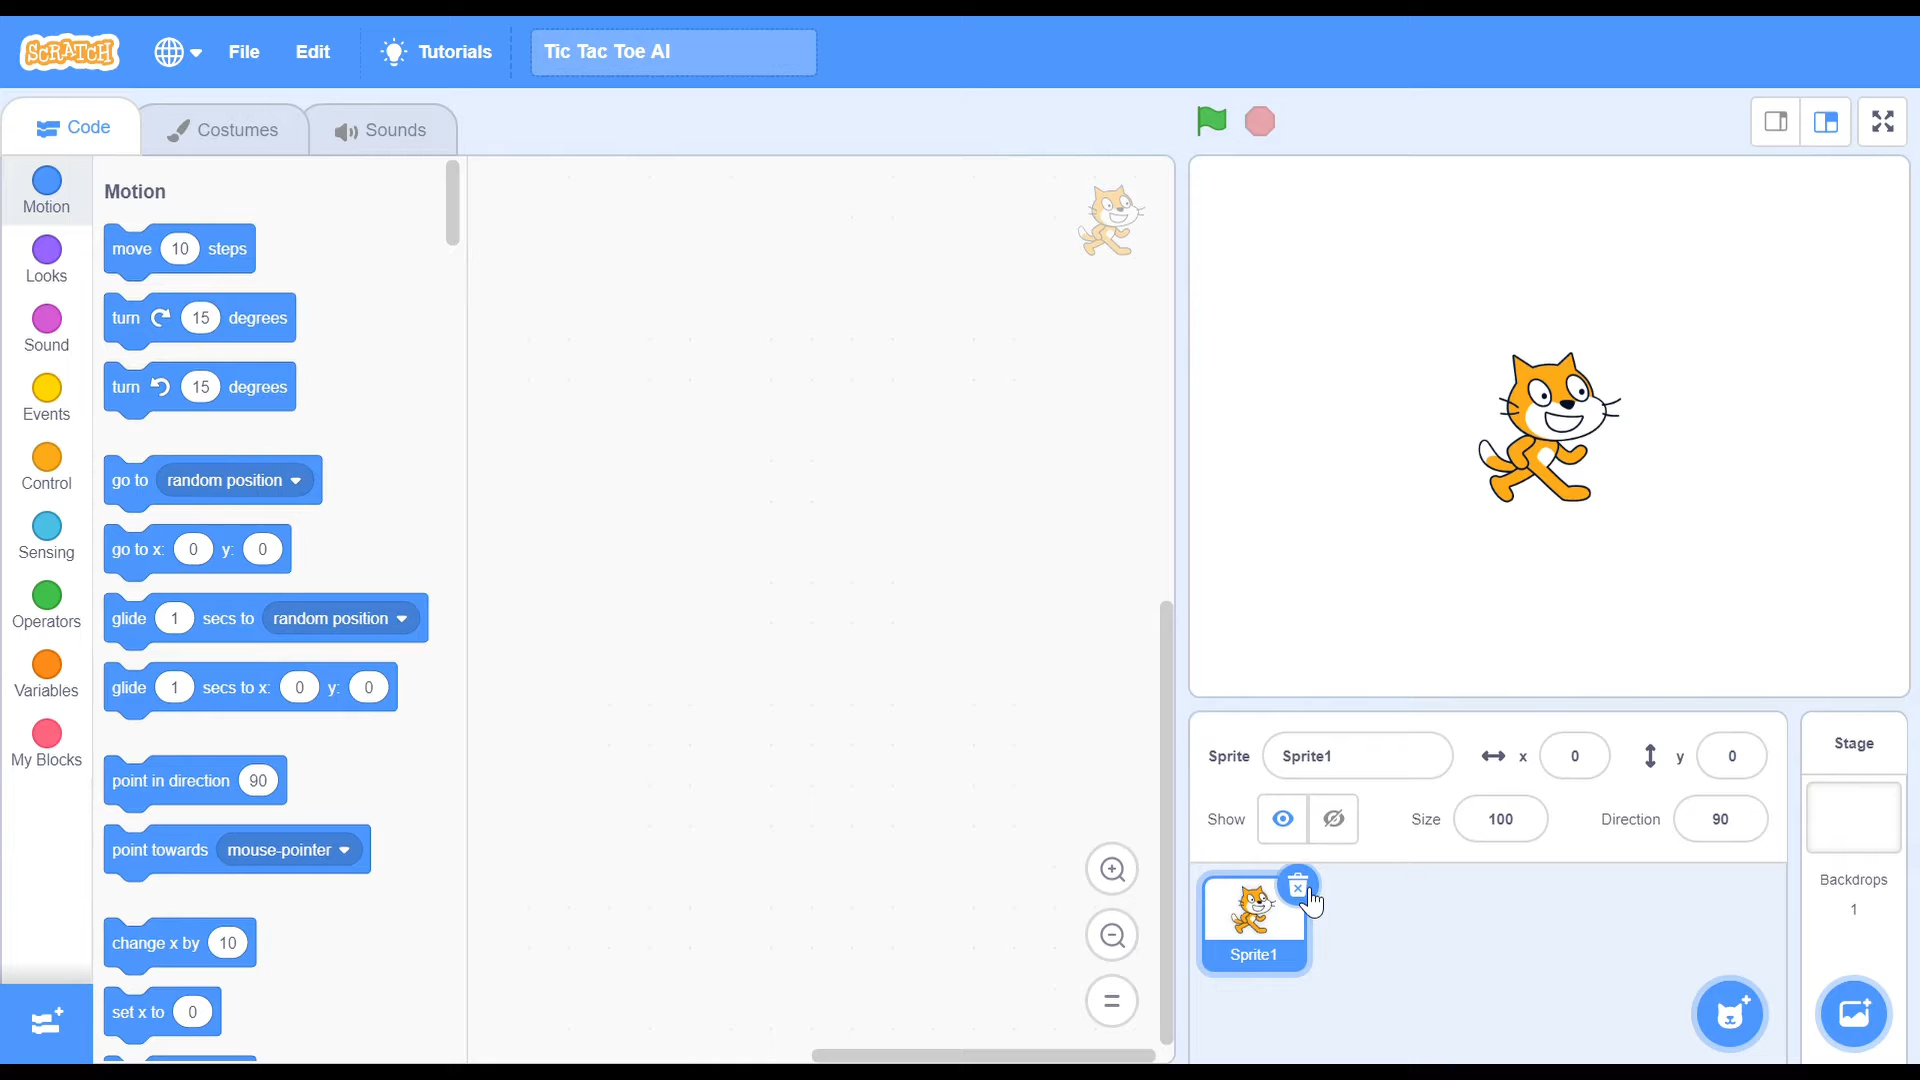 SCRATCH File Edit Tutorials Tic Tac Toe AI
Code Costumes Sounds
Motion
Looks
Sound
Events
Control
Sensing
Operators
Variables
My Blocks
Motion
move 10 steps
turn 15 degrees
turn 15 degrees
go to random position
go to x: 0 y: 0
glide 1 secs to random position
glide 1 secs to x: 0 y: 0
point in direction 90
point towards mouse-pointer
change x by 10
set x to 0
Sprite Sprite1 x 0 y 0
Show Size 100 Direction 90
Sprite1
Stage
Backdrops
1